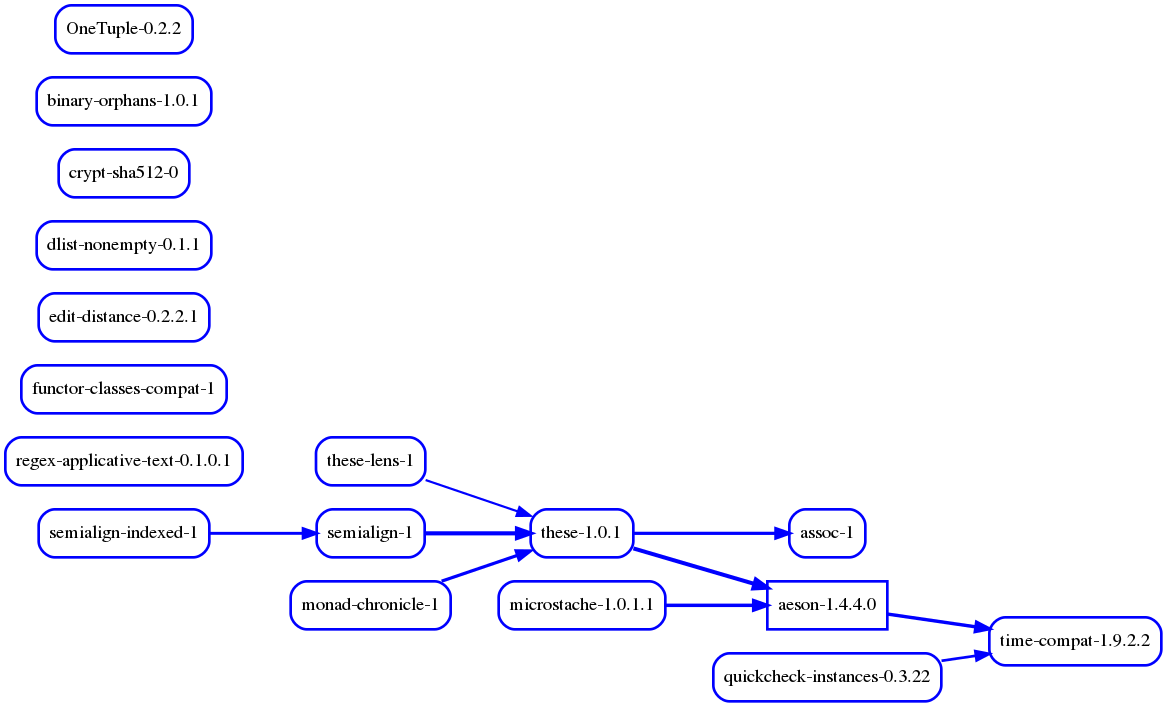 OneTuple-0.2.2
binary-orphans-1.0.1
crypt-sha512-0
dlist-nonempty-0.1.1
edit-distance-0.2.2.1
functor-classes-compat-1
regex-applicative-text-0.1.0.1
these-lens-1
semialign-indexed-1
semialign-1
these-1.0.1
assoc-1
monad-chronicle-1
microstache-1.0.1.1
aeson-1.4.4.0
time-compat-1.9.2.2
quickcheck-instances-0.3.22